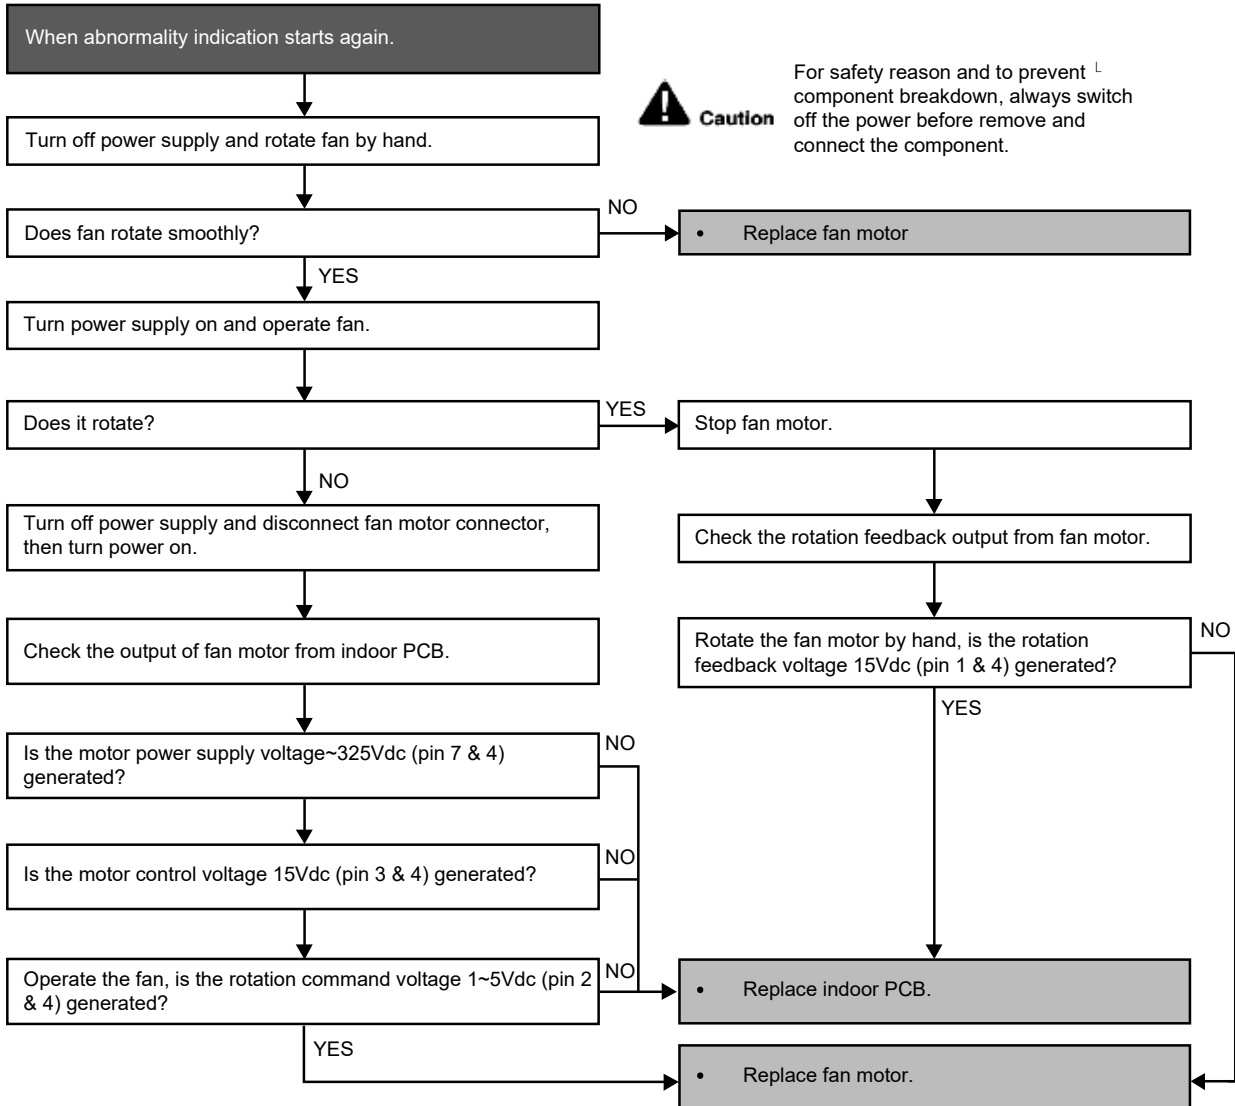 When abnormality indication starts again.
For safety reason and to prevent └
component breakdown, always switch
off the power before remove and
connect the component.
Caution
Turn off power supply and rotate fan by hand.
Does fan rotate smoothly?
NO
• Replace fan motor
YES
Turn power supply on and operate fan.
Does it rotate?
YES
Stop fan motor.
NO
Turn off power supply and disconnect fan motor connector,
then turn power on.
Check the rotation feedback output from fan motor.
Check the output of fan motor from indoor PCB.
Rotate the fan motor by hand, is the rotation
feedback voltage 15Vdc (pin 1 & 4) generated?
NO
YES
Is the motor power supply voltage~325Vdc (pin 7 & 4)
generated?
NO
Is the motor control voltage 15Vdc (pin 3 & 4) generated?
NO
Operate the fan, is the rotation command voltage 1~5Vdc (pin 2
& 4) generated?
NO
• Replace indoor PCB.
YES
• Replace fan motor.